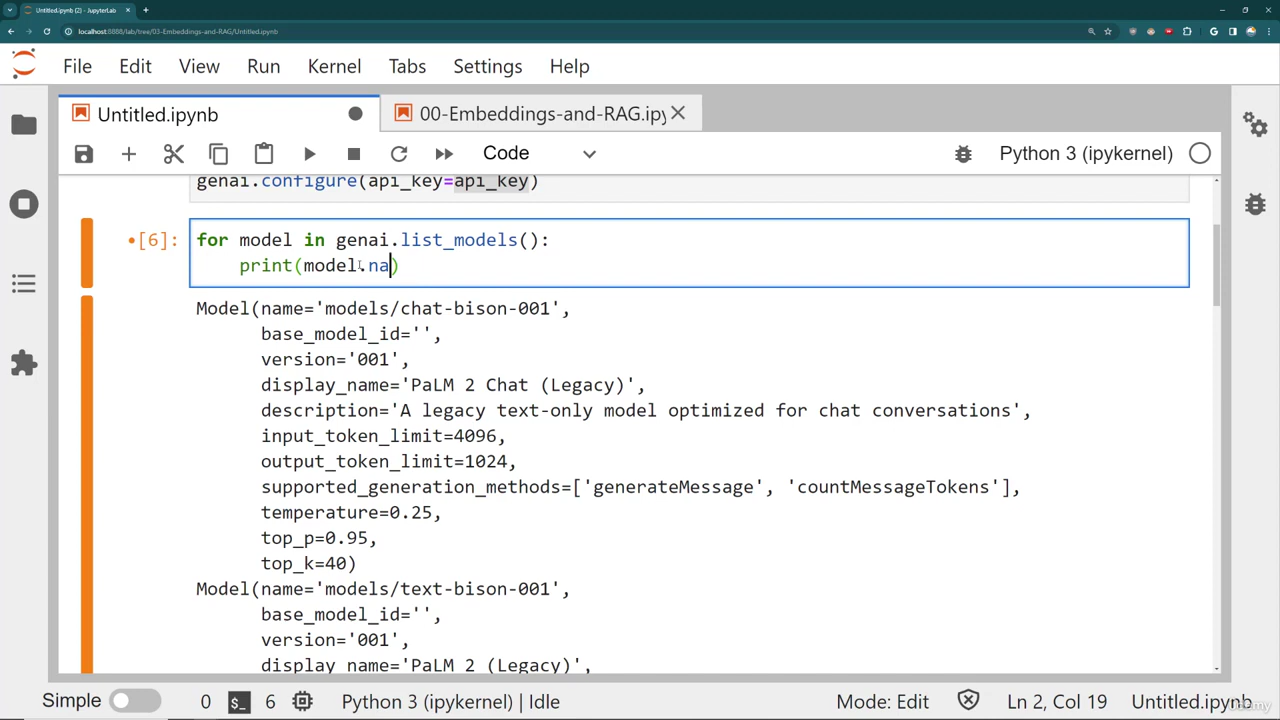 Untitled.ipynb (2) - JupyterLab
localhost:8888/lab/tree/03-Embeddings-and-RAG/Untitled.ipynb
File Edit View Run Kernel Tabs Settings Help
Untitled.ipynb 00-Embeddings-and-RAG.ipy
Code Python 3 (ipykernel)
genai.configure(api_key=api_key)
[6]: for model in genai.list_models():
print(model.na)
Model(name='models/chat-bison-001',
base_model_id='',
version='001',
display_name='PaLM 2 Chat (Legacy)',
description='A legacy text-only model optimized for chat conversations',
input_token_limit=4096,
output_token_limit=1024,
supported_generation_methods=['generateMessage', 'countMessageTokens'],
temperature=0.25,
top_p=0.95,
top_k=40)
Model(name='models/text-bison-001',
base_model_id='',
version='001',
display_name='PaLM 2 (Legacy)',
Simple 0 6 Python 3 (ipykernel) | Idle Mode: Edit Ln 2, Col 19 Untitled.ipynb
Udemy